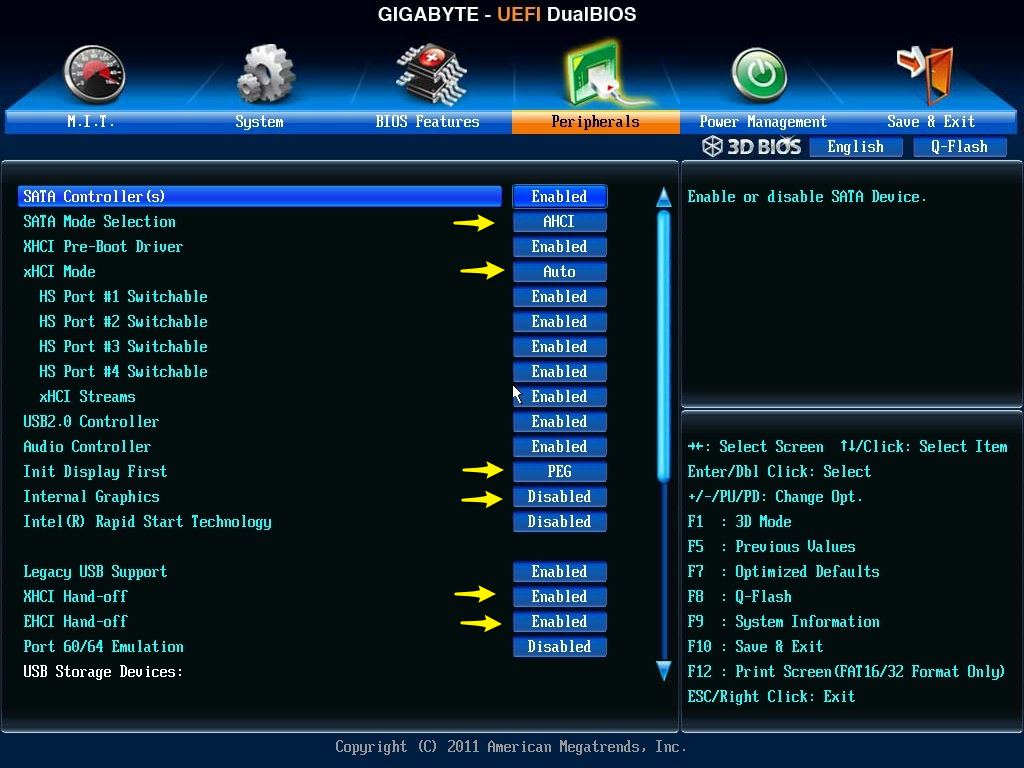 GIGABYTE - UEFI DualBIOS
M.I.T. System BIOS Features Peripherals Power Management Save & Exit
3D BIOS English Q-Flash
SATA Controller(s) Enabled
SATA Mode Selection AHCI
XHCI Pre-Boot Driver Enabled
xHCI Mode Auto
HS Port #1 Switchable Enabled
HS Port #2 Switchable Enabled
HS Port #3 Switchable Enabled
HS Port #4 Switchable Enabled
xHCI Streams Enabled
USB2.0 Controller Enabled
Audio Controller Enabled
Init Display First PEG
Internal Graphics Disabled
Intel(R) Rapid Start Technology Disabled
Legacy USB Support Enabled
XHCI Hand-off Enabled
EHCI Hand-off Enabled
Port 60/64 Emulation Disabled
USB Storage Devices:
Enable or disable SATA Device.
→←: Select Screen ↑↓/Click: Select Item
Enter/Dbl Click: Select
+/-/PU/PD: Change Opt.
F1 : 3D Mode
F5 : Previous Values
F7 : Optimized Defaults
F8 : Q-Flash
F9 : System Information
F10 : Save & Exit
F12 : Print Screen(FAT16/32 Format Only)
ESC/Right Click: Exit
Copyright (C) 2011 American Megatrends, Inc.